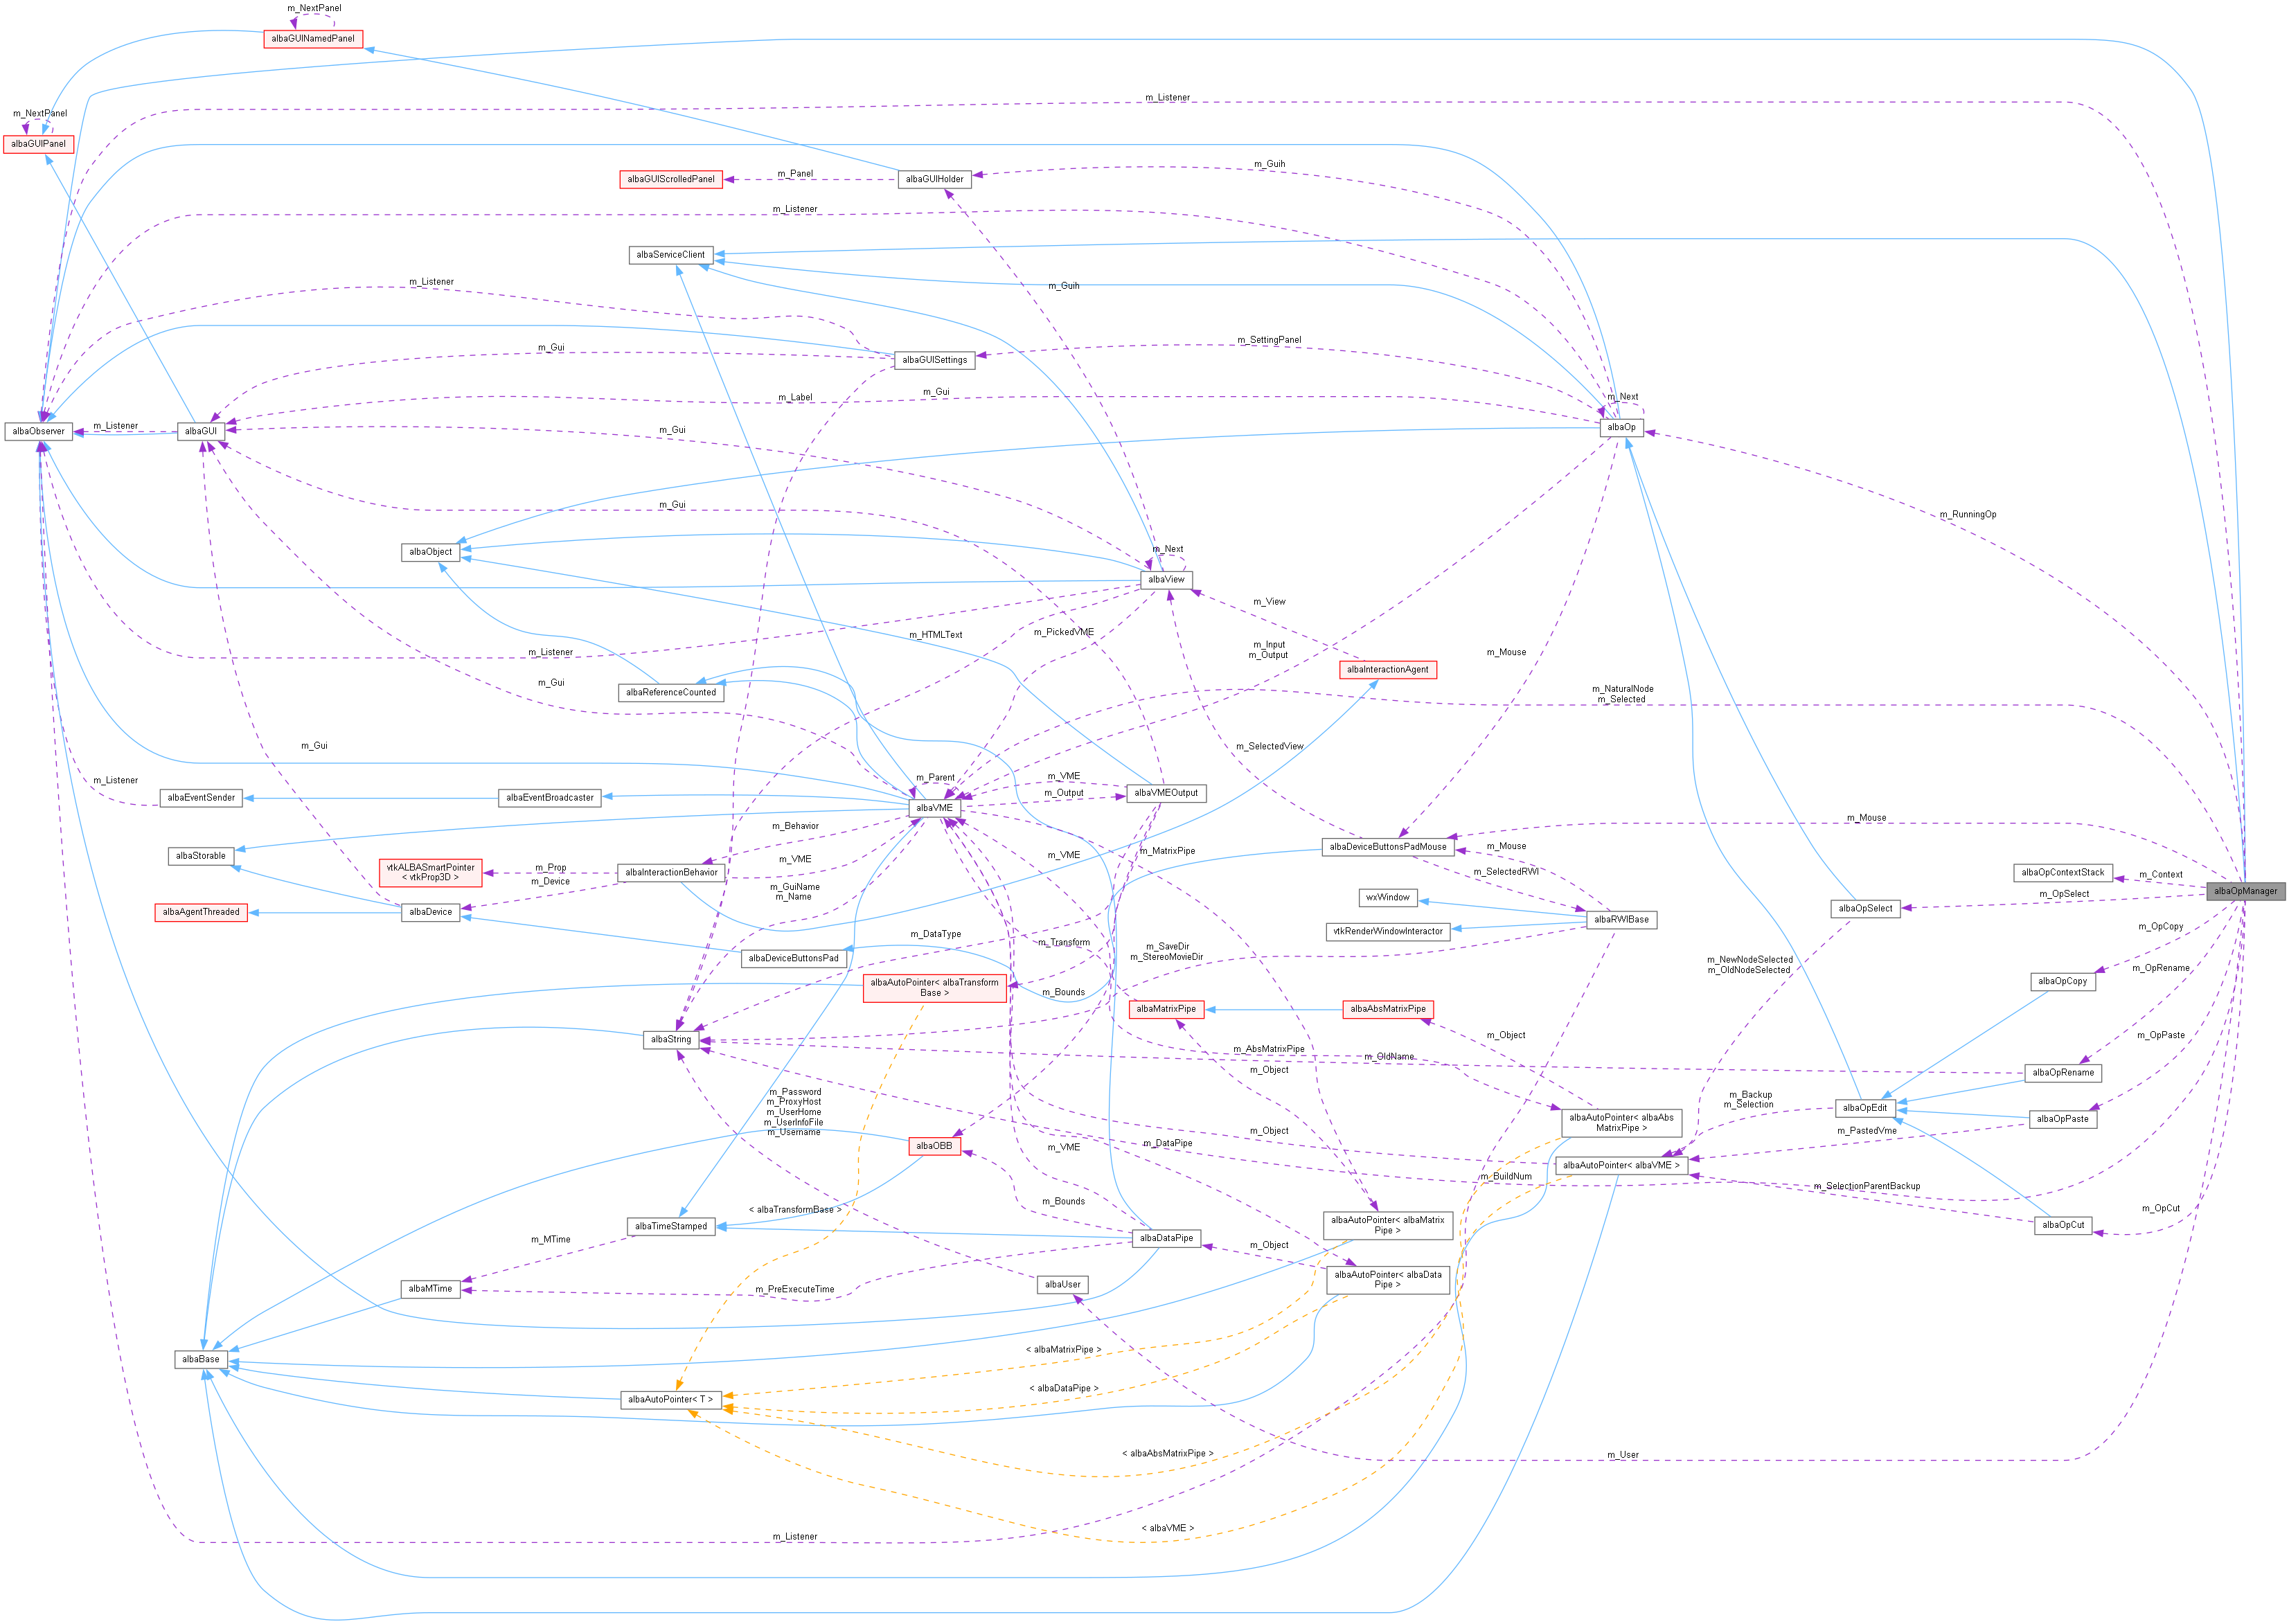 m_NextPanel
albaGUINamedPanel
m_Listener
m_NextPanel
albaGUIPanel
m_Guih
albaGUIScrolledPanel
m_Panel
albaGUIHolder
m_Listener
albaServiceClient
m_Listener
m_Guih
m_SettingPanel
m_Gui
albaGUISettings
m_Gui
m_Label
m_Next
albaObserver
m_Listener
albaGUI
m_Gui
albaOp
m_Gui
m_RunningOp
albaObject
m_Next
albaView
m_View
m_HTMLText
m_PickedVME
m_Listener
m_Input
m_Output
m_Mouse
albaInteractionAgent
m_Gui
albaReferenceCounted
m_NaturalNode
m_Selected
m_Gui
m_SelectedView
m_Listener
albaEventSender
albaEventBroadcaster
m_Parent
albaVME
m_VME
m_Output
albaVMEOutput
m_Mouse
m_Behavior
albaStorable
vtkALBASmartPointer
< vtkProp3D >
m_Prop
m_Device
albaInteractionBehavior
m_VME
m_VME
m_MatrixPipe
albaDeviceButtonsPadMouse
m_Mouse
m_SelectedRWI
albaOpContextStack
m_Context
albaOpManager
m_OpSelect
m_GuiName
m_Name
wxWindow
albaAgentThreaded
albaDevice
albaRWIBase
albaOpSelect
vtkRenderWindowInteractor
m_OpCopy
m_DataType
m_Transform
m_SaveDir
m_StereoMovieDir
albaDeviceButtonsPad
m_NewNodeSelected
m_OldNodeSelected
m_OpRename
albaAutoPointer< albaTransform
Base >
m_Bounds
albaOpCopy
albaMatrixPipe
albaAbsMatrixPipe
albaString
m_Object
m_OpPaste
m_AbsMatrixPipe
m_OldName
m_Object
albaOpRename
m_Password
m_ProxyHost
m_UserHome
m_UserInfoFile
m_Username
m_Backup
m_Selection
albaOpEdit
albaAutoPointer< albaAbs
MatrixPipe >
albaOpPaste
m_Object
m_PastedVme
albaOBB
m_DataPipe
m_VME
albaAutoPointer< albaVME >
m_BuildNum
m_SelectionParentBackup
m_Bounds
< albaTransformBase >
m_OpCut
albaTimeStamped
albaAutoPointer< albaMatrix
Pipe >
albaOpCut
albaDataPipe
m_MTime
m_Object
albaMTime
m_PreExecuteTime
albaUser
albaAutoPointer< albaData
Pipe >
albaBase
< albaMatrixPipe >
< albaDataPipe >
albaAutoPointer< T >
< albaAbsMatrixPipe >
m_User
< albaVME >
m_Listener